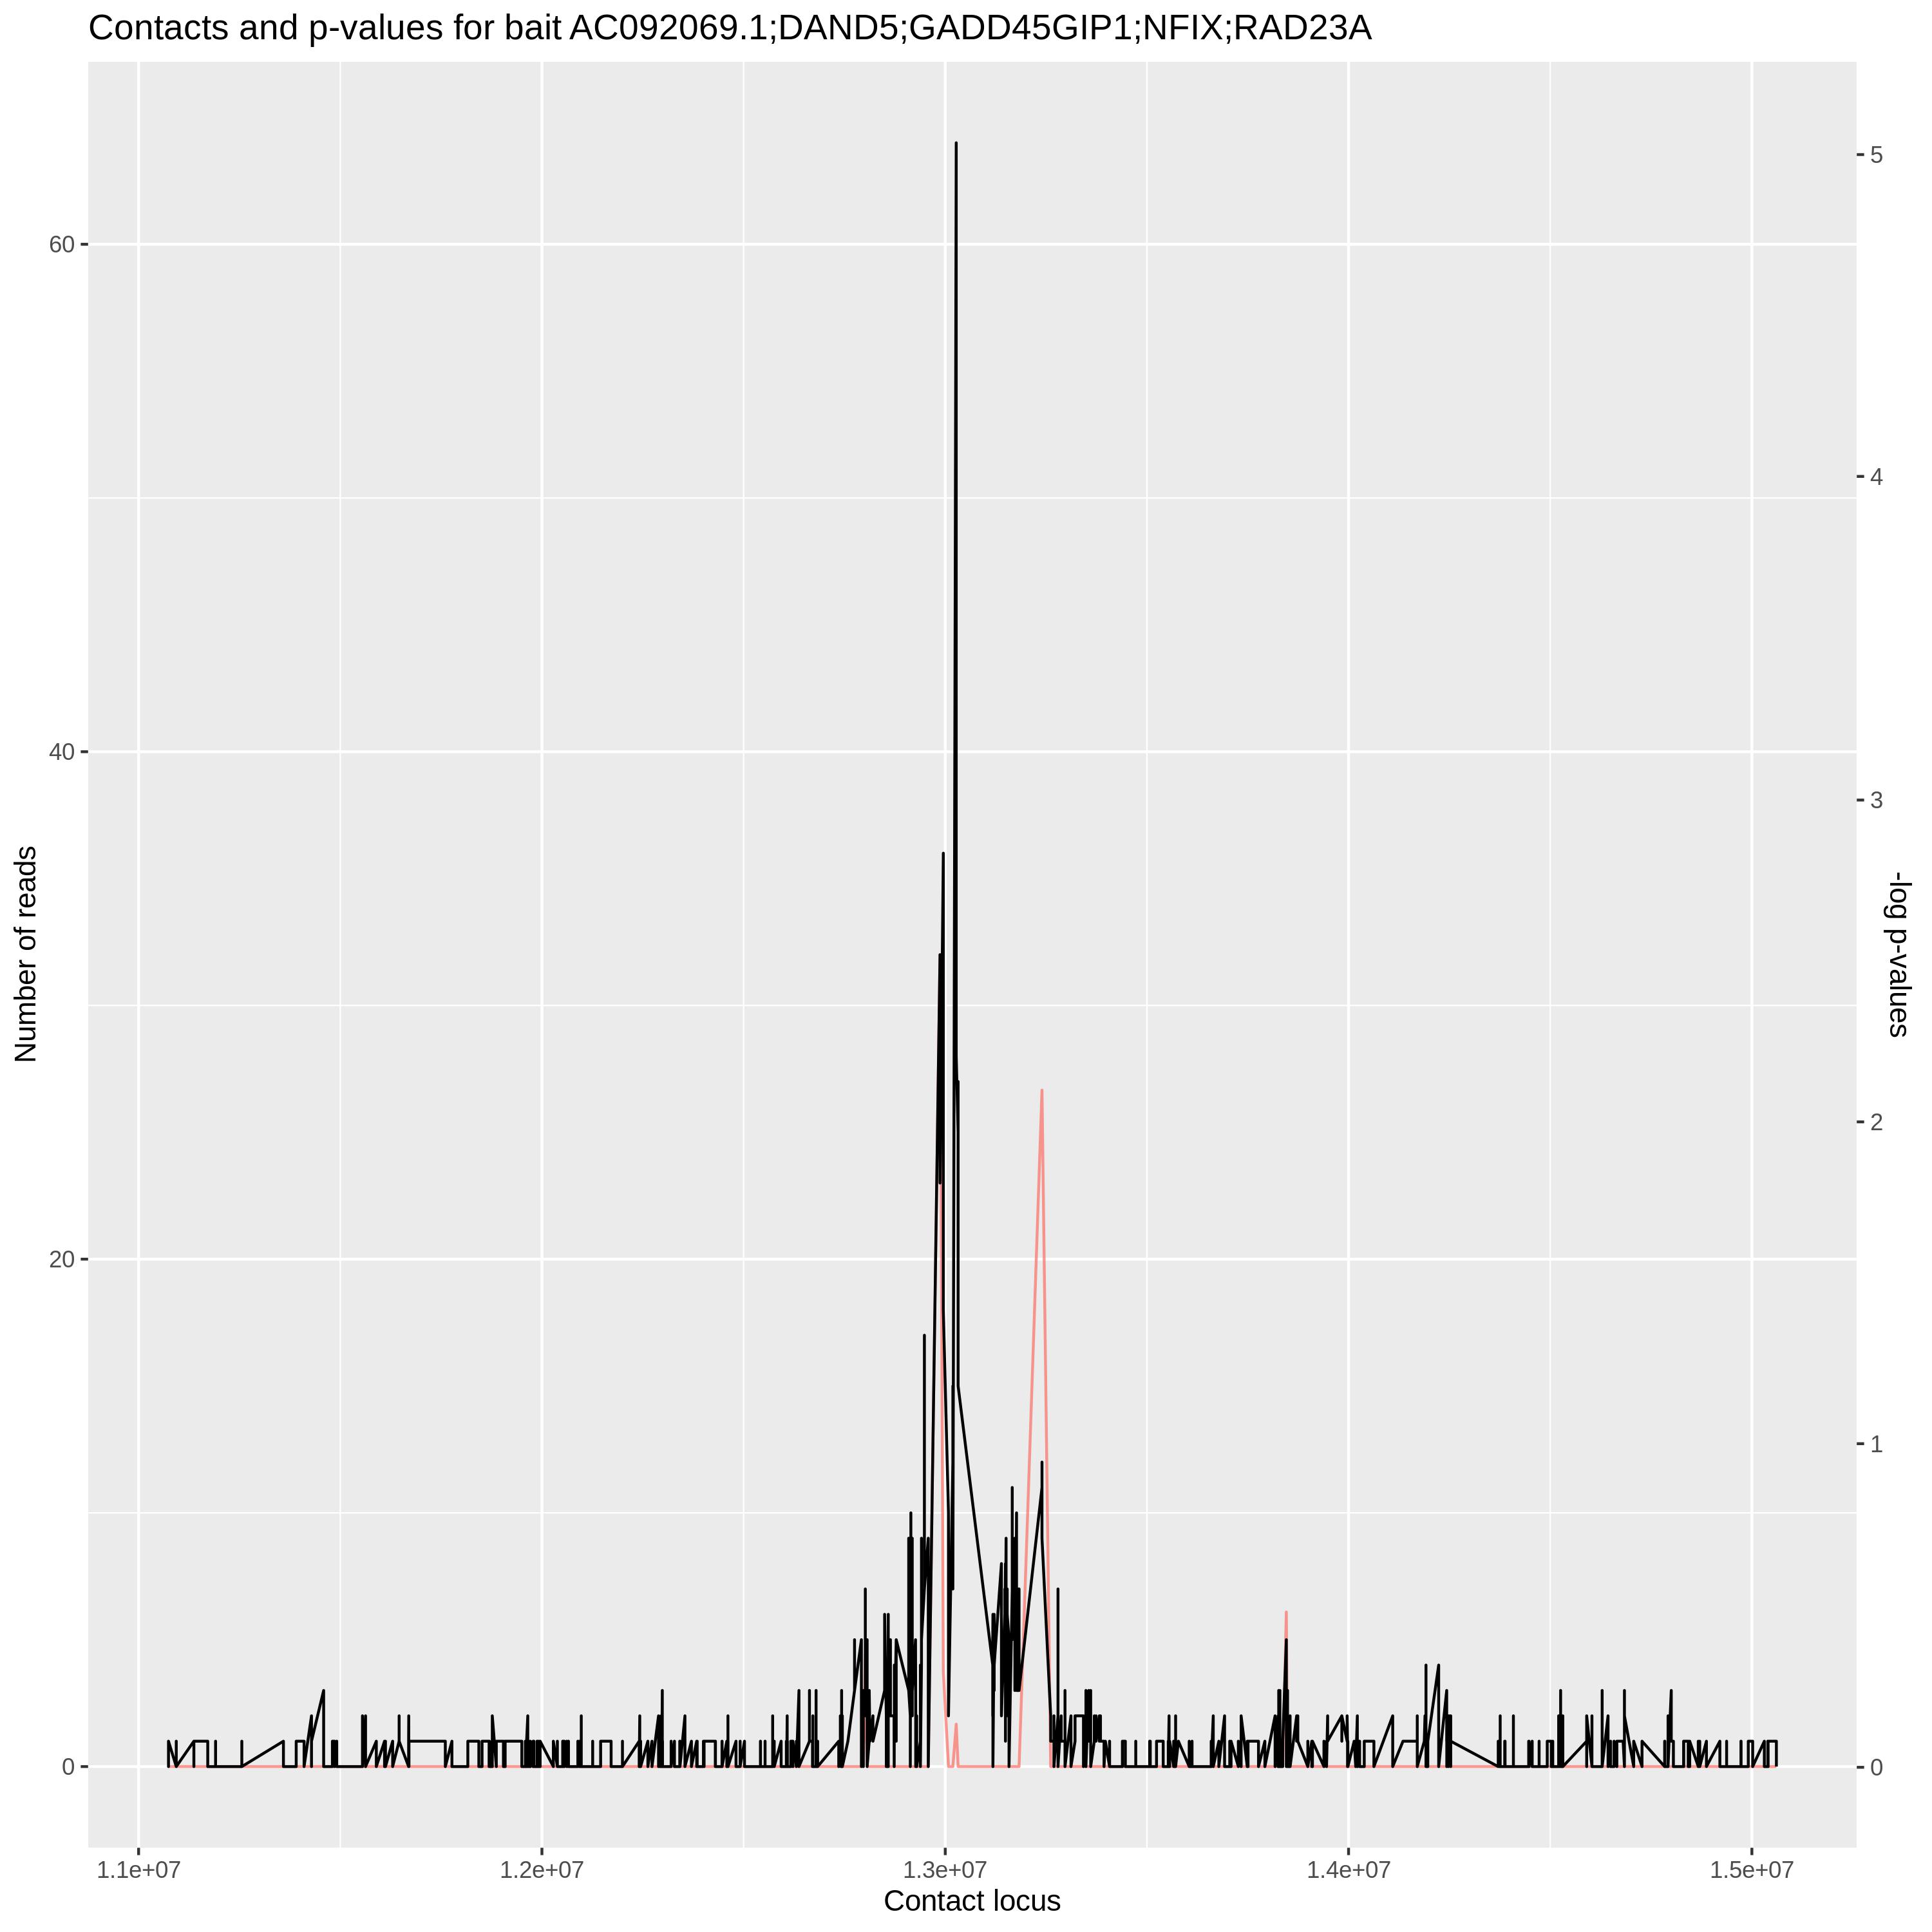 Contacts and p-values for bait AC092069.1;DAND5;GADD45GIP1;NFIX;RAD23A
Number of reads
60
40
20
0
5
4
3
2
1
0
-log p-values
1.1e+07
1.2e+07
1.3e+07
1.4e+07
1.5e+07
Contact locus